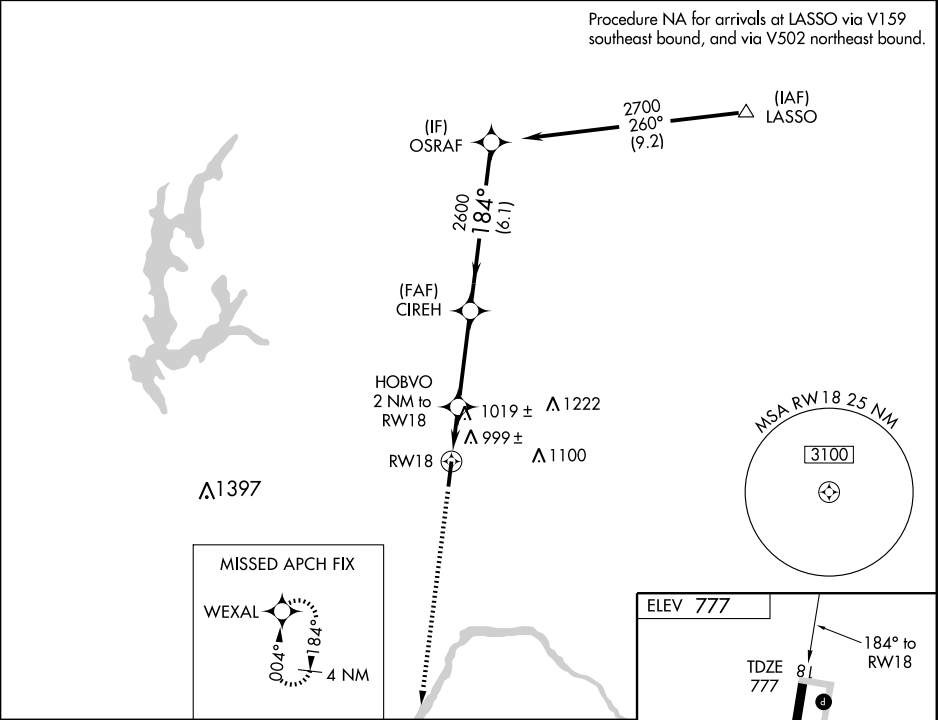 Procedure NA for arrivals at LASSO via V159
southeast bound, and via V502 northeast bound.
(IAF)
LASSO
2700
260°
(9.2)
(IF)
OSRAF
2600
184°
(6.1)
(FAF)
CIREH
HOBVO
2 NM to
RW18
1019 ±
1222
999 ±
1100
RW18
1397
MSA RW18 25 NM
3100
MISSED APCH FIX
WEXAL
004°
184°
4 NM
ELEV 777
184° to
RW18
TDZE
777
18
P